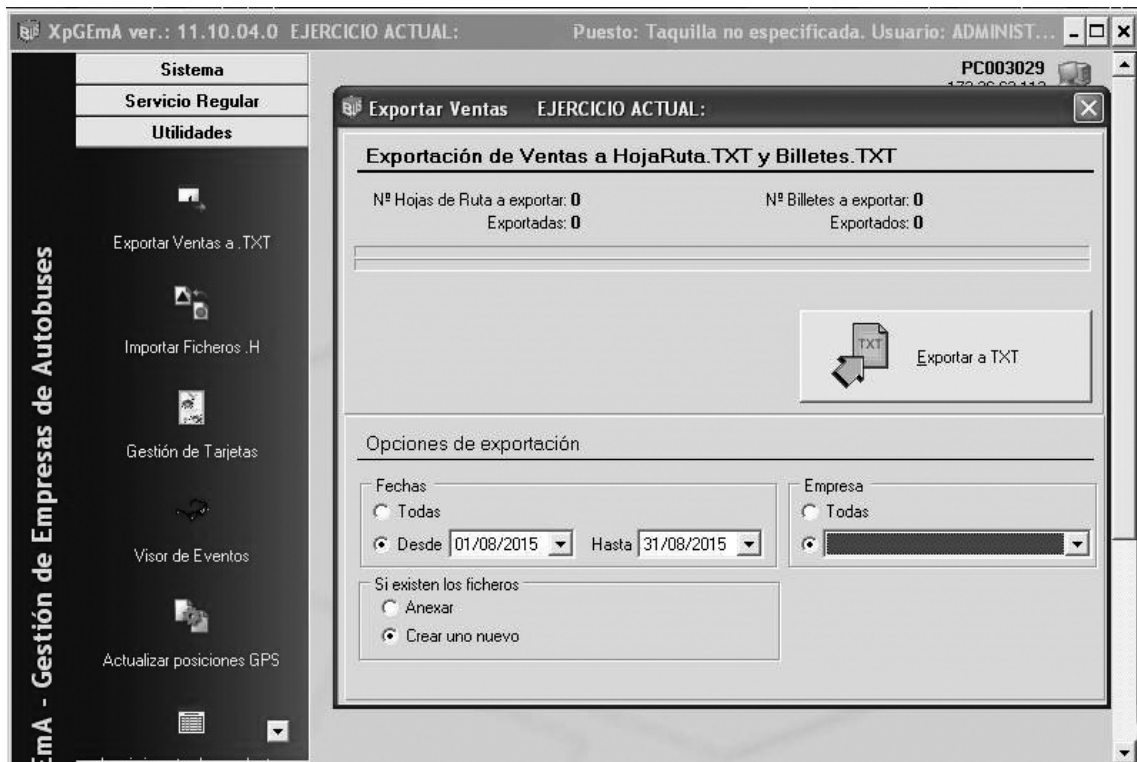 XpGEmA ver.: 11.10.04.0 EJERCICIO ACTUAL: Puesto: Taquilla no especificada. Usuario: ADMINIST...
Sistema
Servicio Regular
Utilidades
Exportar Ventas a .TXT
Importar Ficheros .H
Gestión de Tarjetas
Visor de Eventos
Actualizar posiciones GPS
EmA - Gestión de Empresas de Autobuses
PC003029
Exportar Ventas EJERCICIO ACTUAL:
Exportación de Ventas a HojaRuta.TXT y Billetes.TXT
Nº Hojas de Ruta a exportar: 0 Nº Billetes a exportar: 0
Exportadas: 0 Exportados: 0
TXT
Exportar a TXT
Opciones de exportación
Fechas
Todas
Desde 01/08/2015 Hasta 31/08/2015
Empresa
Todas
Si existen los ficheros
Anexar
Crear uno nuevo